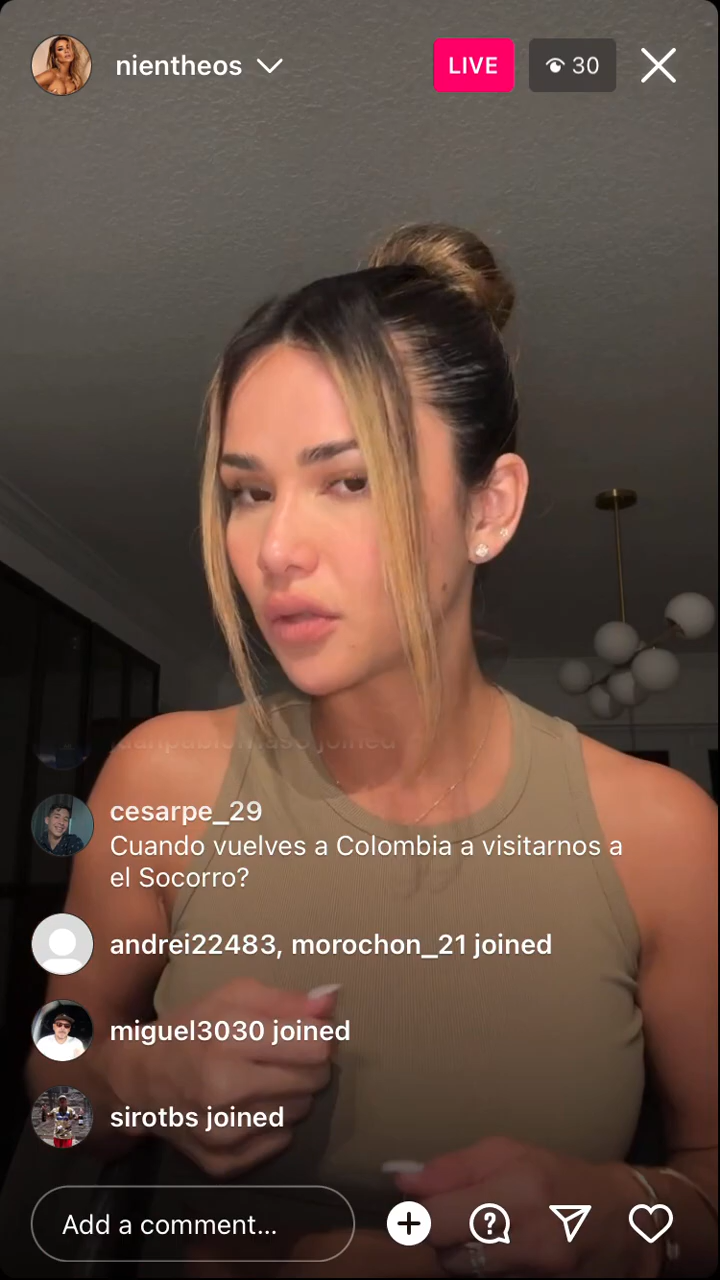 nientheos
LIVE
30
joined
cesarpe_29
Cuando vuelves a Colombia a visitarnos a
el Socorro?
andrei22483, morochon_21 joined
miguel3030 joined
sirotbs joined
Add a comment...